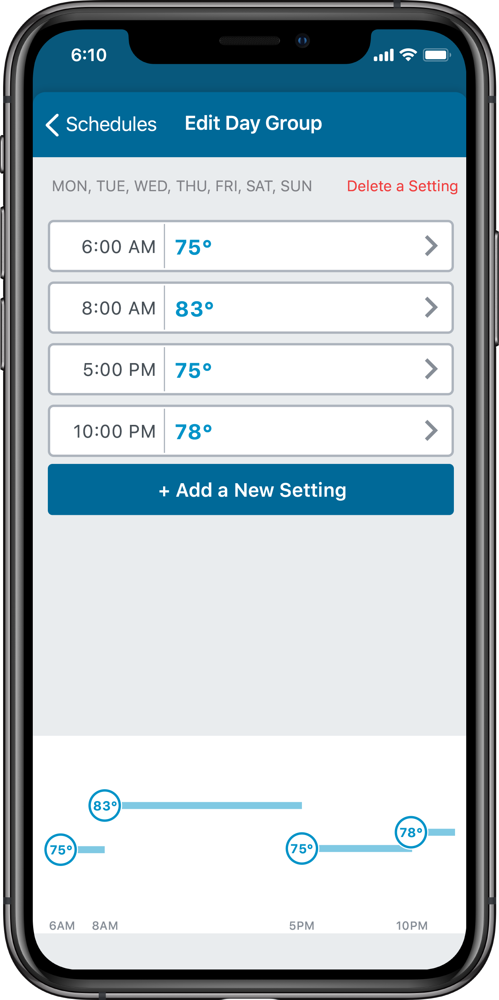 6:10
Schedules Edit Day Group
MON, TUE, WED, THU, FRI, SAT, SUN Delete a Setting
6:00 AM 75°
8:00 AM 83°
5:00 PM 75°
10:00 PM 78°
+ Add a New Setting
83°
78°
75° 75°
6AM 8AM 5PM 10PM